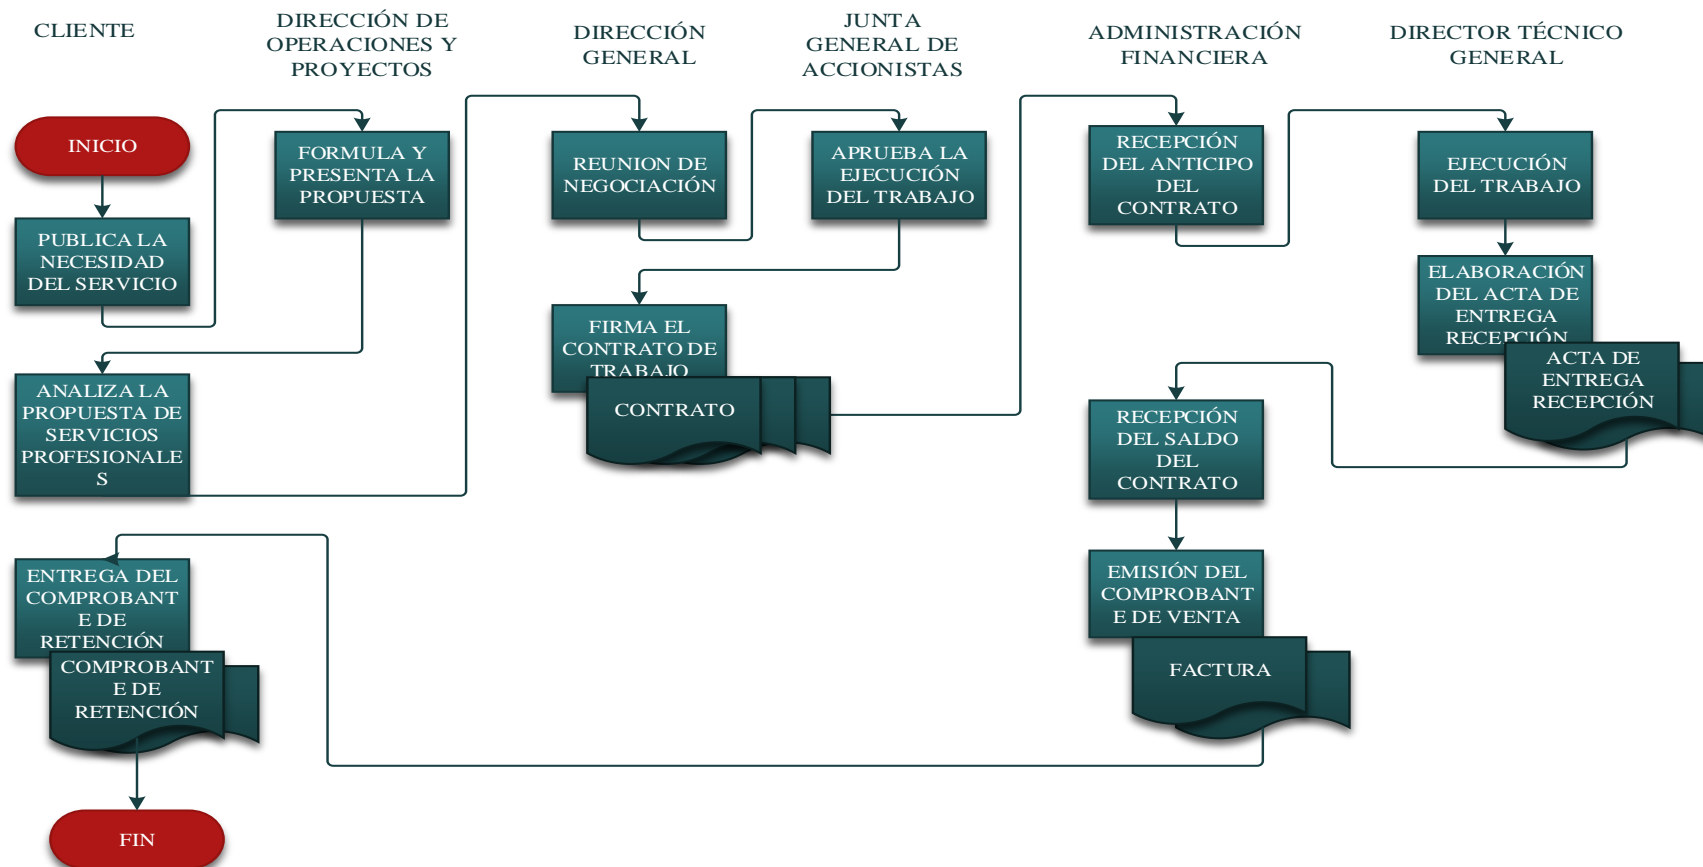 CLIENTE
DIRECCIÓN DE
OPERACIONES Y
PROYECTOS
DIRECCIÓN
GENERAL
JUNTA
GENERAL DE
ACCIONISTAS
ADMINISTRACIÓN
FINANCIERA
DIRECTOR TÉCNICO
GENERAL
INICIO
FORMULA Y
PRESENTA LA
PROPUESTA
REUNION DE
NEGOCIACIÓN
APRUEBA LA
EJECUCIÓN
DEL TRABAJO
RECEPCIÓN
DEL ANTICIPO
DEL
CONTRATO
EJECUCIÓN
DEL TRABAJO
PUBLICA LA
NECESIDAD
DEL SERVICIO
ELABORACIÓN
DEL ACTA DE
ENTREGA
RECEPCIÓN
FIRMA EL
CONTRATO DE
TRABAJO
CONTRATO
ACTA DE
ENTREGA
RECEPCIÓN
ANALIZA LA
PROPUESTA DE
SERVICIOS
PROFESIONALE
S
RECEPCIÓN
DEL SALDO
DEL
CONTRATO
ENTREGA DEL
COMPROBANT
E DE
RETENCIÓN
EMISIÓN DEL
COMPROBANT
E DE VENTA
COMPROBANT
E DE
RETENCIÓN
FACTURA
FIN